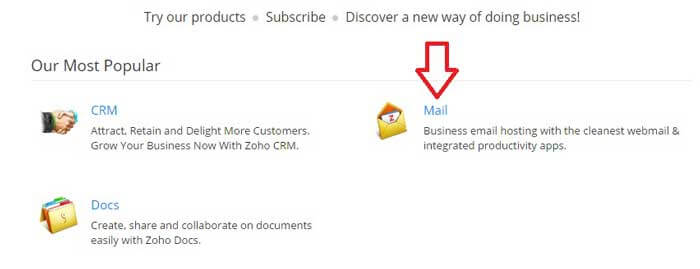 Try our products ● Subscribe ● Discover a new way of doing business!
Our Most Popular
CRM
Attract, Retain and Delight More Customers.
Grow Your Business Now With Zoho CRM.
Mail
Business email hosting with the cleanest webmail &
integrated productivity apps.
Docs
Create, share and collaborate on documents
easily with Zoho Docs.